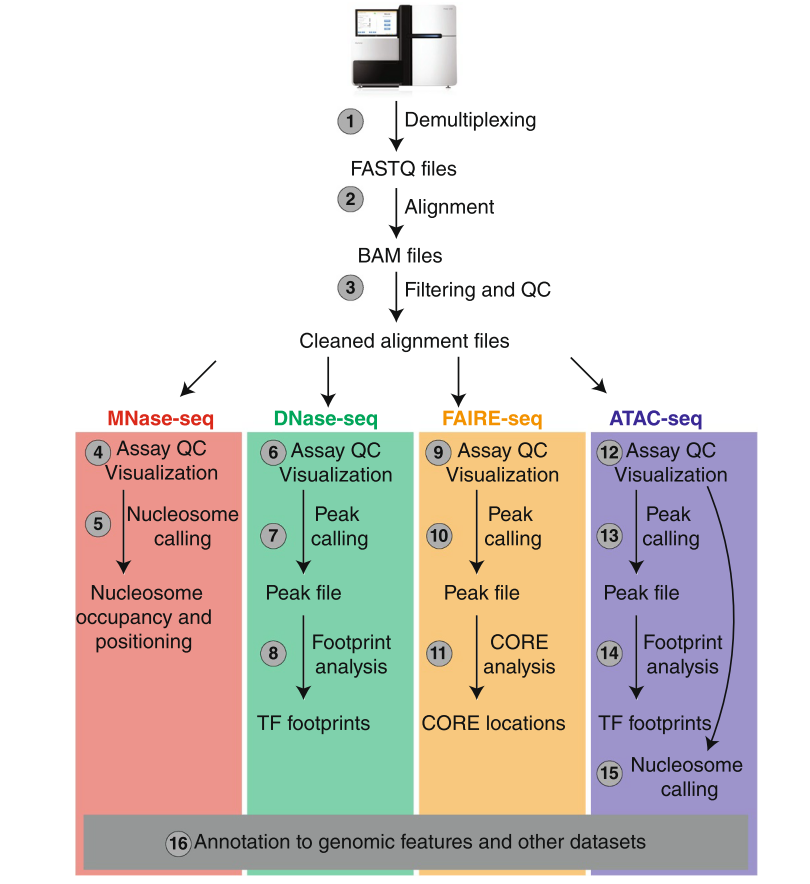 1
Demultiplexing
FASTQ files
2
Alignment
BAM files
3
Filtering and QC
Cleaned alignment files
MNase-seq
4
Assay QC
Visualization
5
Nucleosome
calling
Nucleosome
occupancy and
positioning
DNase-seq
6
Assay QC
Visualization
7
Peak
calling
Peak file
8
Footprint
analysis
TF footprints
FAIRE-seq
9
Assay QC
Visualization
10
Peak
calling
Peak file
11
CORE
analysis
CORE locations
ATAC-seq
12
Assay QC
Visualization
13
Peak
calling
Peak file
14
Footprint
analysis
TF footprints
15
Nucleosome
calling
16
Annotation to genomic features and other datasets